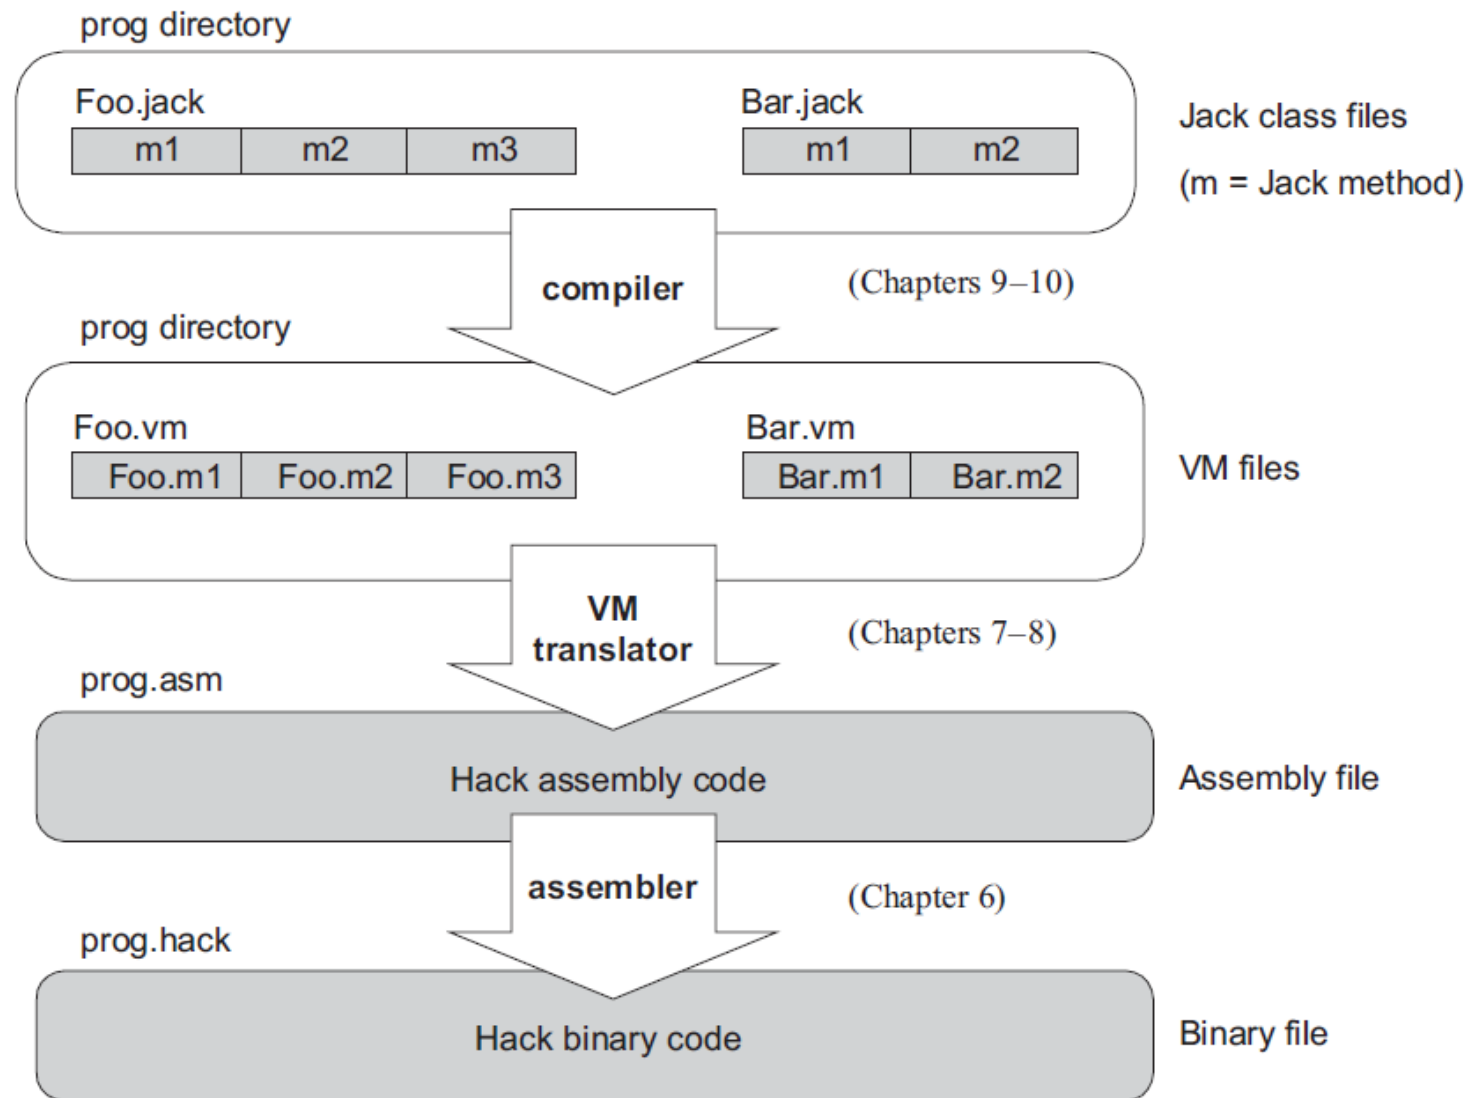 prog directory
Foo.jack
Bar.jack
m1 m2 m3
m1 m2
Jack class files
(m = Jack method)
compiler
(Chapters 9–10)
prog directory
Foo.vm
Bar.vm
Foo.m1 Foo.m2 Foo.m3
Bar.m1 Bar.m2
VM files
VM
translator
(Chapters 7–8)
prog.asm
Hack assembly code
Assembly file
assembler
(Chapter 6)
prog.hack
Hack binary code
Binary file